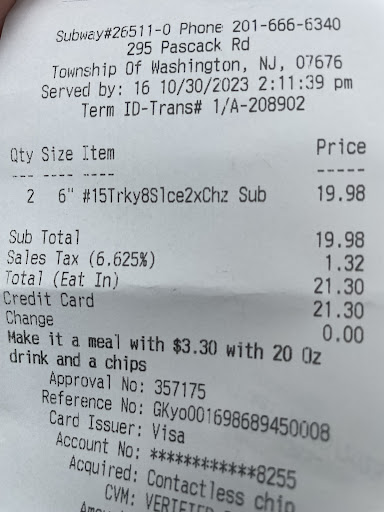 Subway#26511-0 Phone 201-666-6340
295 Pascack Rd
Township Of Washington, NJ, 07676
Served by: 16 10/30/2023 2:11:39 pm
Term ID-Trans# 1/A-208902
Qty Size Item Price
--- ---- ---- -----
2 6" #15Trky8Slce2xChz Sub 19.98
Sub Total 19.98
Sales Tax (6.625%) 1.32
Total (Eat In) 21.30
Credit Card 21.30
Change 0.00
Make it a meal with $3.30 with 20 Oz
drink and a chips
Approval No: 357175
Reference No: GKyo001698689450008
Card Issuer: Visa
Account No: ************8255
Acquired: Contactless chip
CVM: